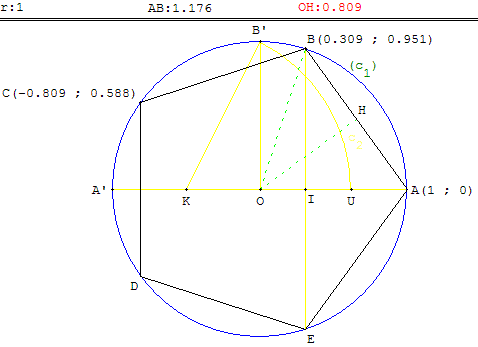 r:1 AB:1.176 OH:0.809
B'
B(0.309 ; 0.951)
(c1)
C(-0.809 ; 0.588)
H
A' K O I U A(1 ; 0)
D
E